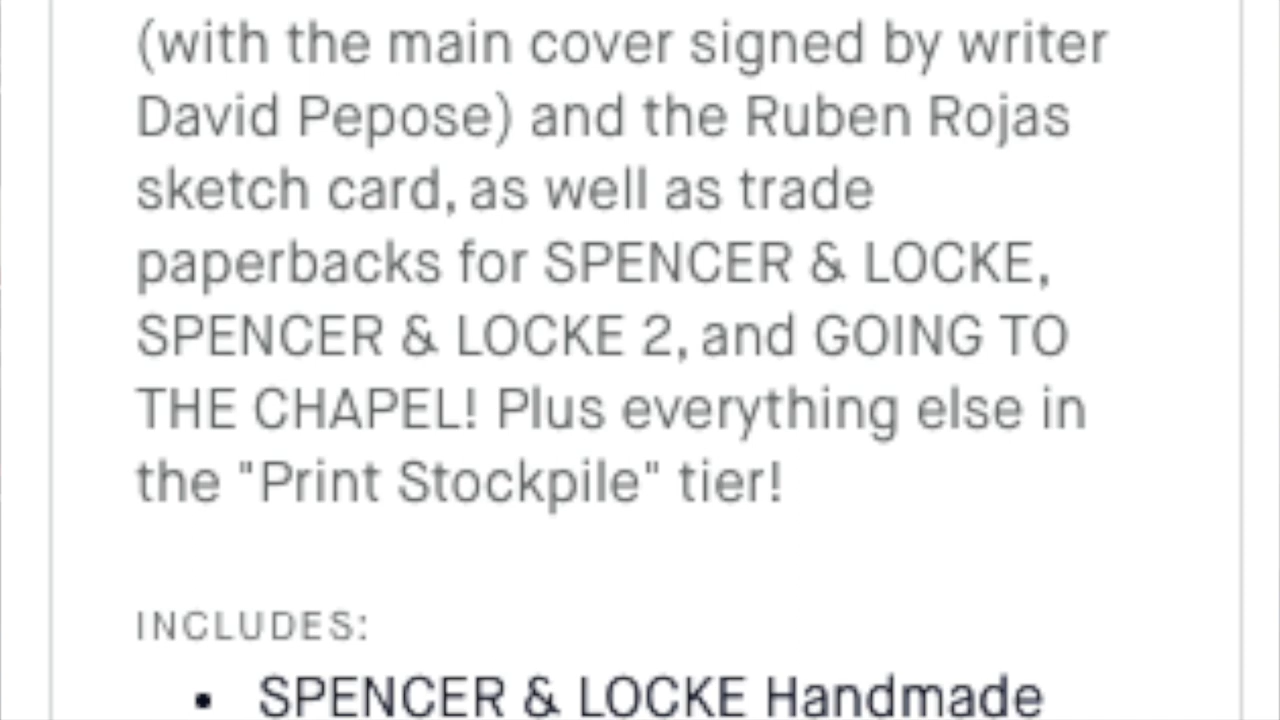 (with the main cover signed by writer
David Pepose) and the Ruben Rojas
sketch card, as well as trade
paperbacks for SPENCER & LOCKE,
SPENCER & LOCKE 2, and GOING TO
THE CHAPEL! Plus everything else in
the "Print Stockpile" tier!
INCLUDES:
• SPENCER & LOCKE Handmade